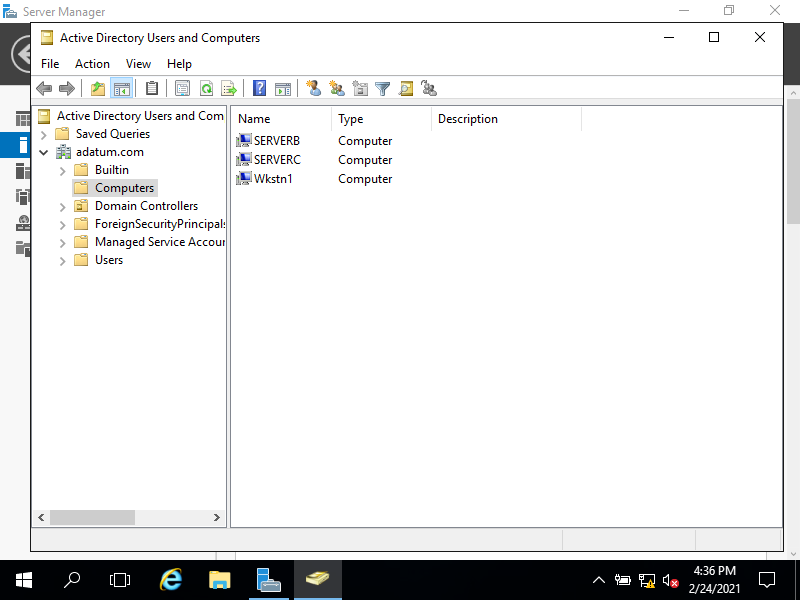 Server Manager
Active Directory Users and Computers
File Action View Help
Active Directory Users and Com
Saved Queries
adatum.com
Builtin
Computers
Domain Controllers
ForeignSecurityPrincipals
Managed Service Accour
Users
Name Type Description
SERVERB Computer
SERVERC Computer
Wkstn1 Computer
4:36 PM
2/24/2021